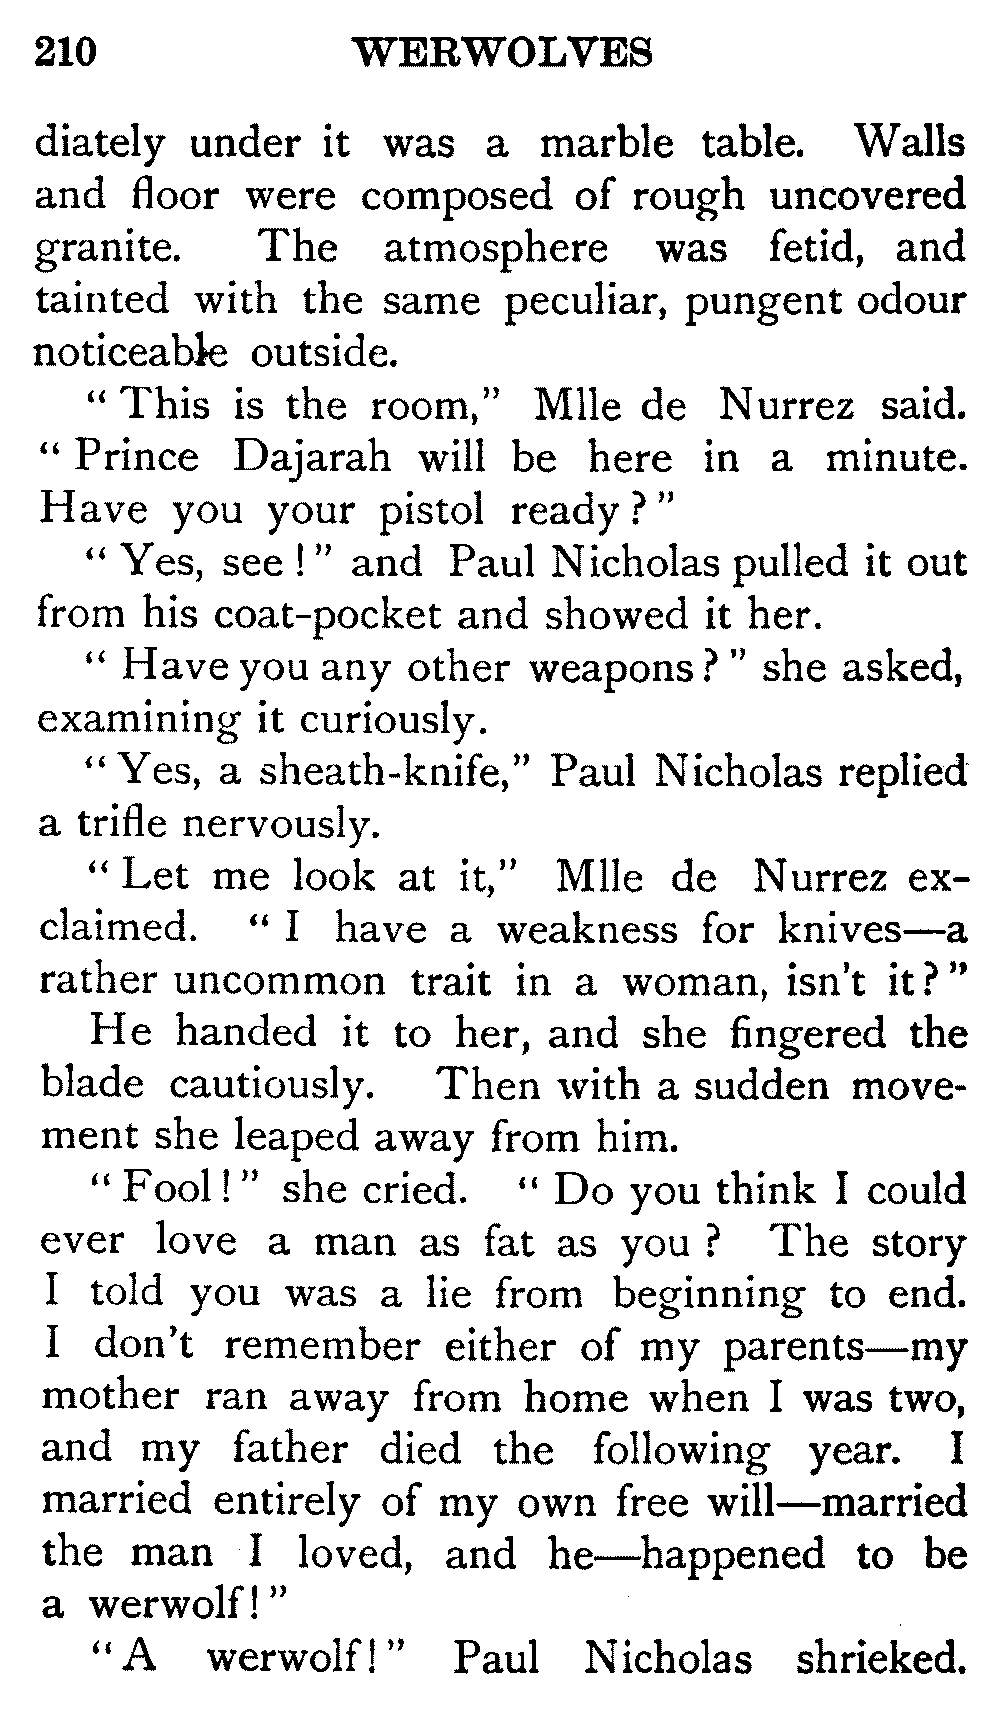 210 WERWOLVES
diately under it was a marble table. Walls
and floor were composed of rough uncovered
granite. The atmosphere was fetid, and
tainted with the same peculiar, pungent odour
noticeable outside.
“ This is the room,” Mlle de Nurrez said.
“ Prince Dajarah will be here in a minute.
Have you your pistol ready ? ”
“ Yes, see ! ” and Paul Nicholas pulled it out
from his coat-pocket and showed it her.
“ Have you any other weapons ? ” she asked,
examining it curiously.
“ Yes, a sheath-knife,” Paul Nicholas replied
a trifle nervously.
“ Let me look at it,” Mlle de Nurrez ex-
claimed. “ I have a weakness for knives—a
rather uncommon trait in a woman, isn't it ? ”
He handed it to her, and she fingered the
blade cautiously. Then with a sudden move-
ment she leaped away from him.
“ Fool ! ” she cried. “ Do you think I could
ever love a man as fat as you ? The story
I told you was a lie from beginning to end.
I don't remember either of my parents—my
mother ran away from home when I was two,
and my father died the following year. I
married entirely of my own free will—married
the man I loved, and he—happened to be
a werwolf ! ”
“ A werwolf ! ” Paul Nicholas shrieked.